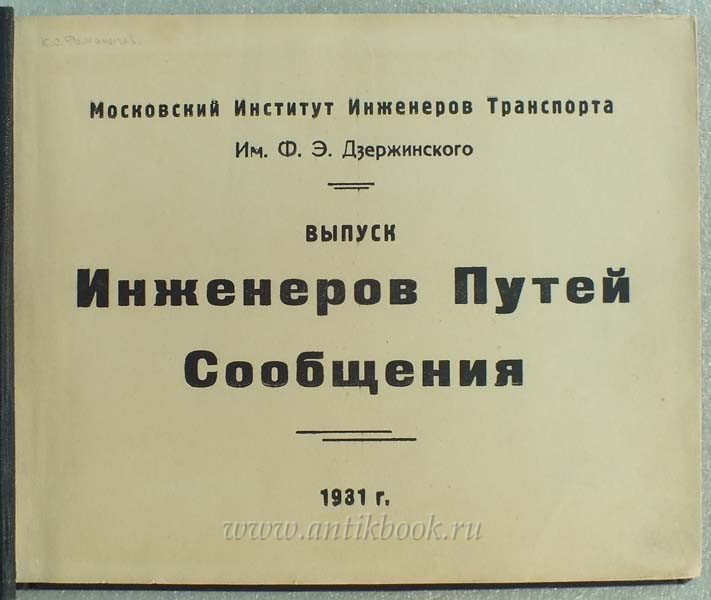 Московский Институт Инженеров Транспорта
Им. Ф. Э. Дзержинского
ВЫПУСК
Инженеров Путей
Сообщения
1931 г.
www.antikbook.ru